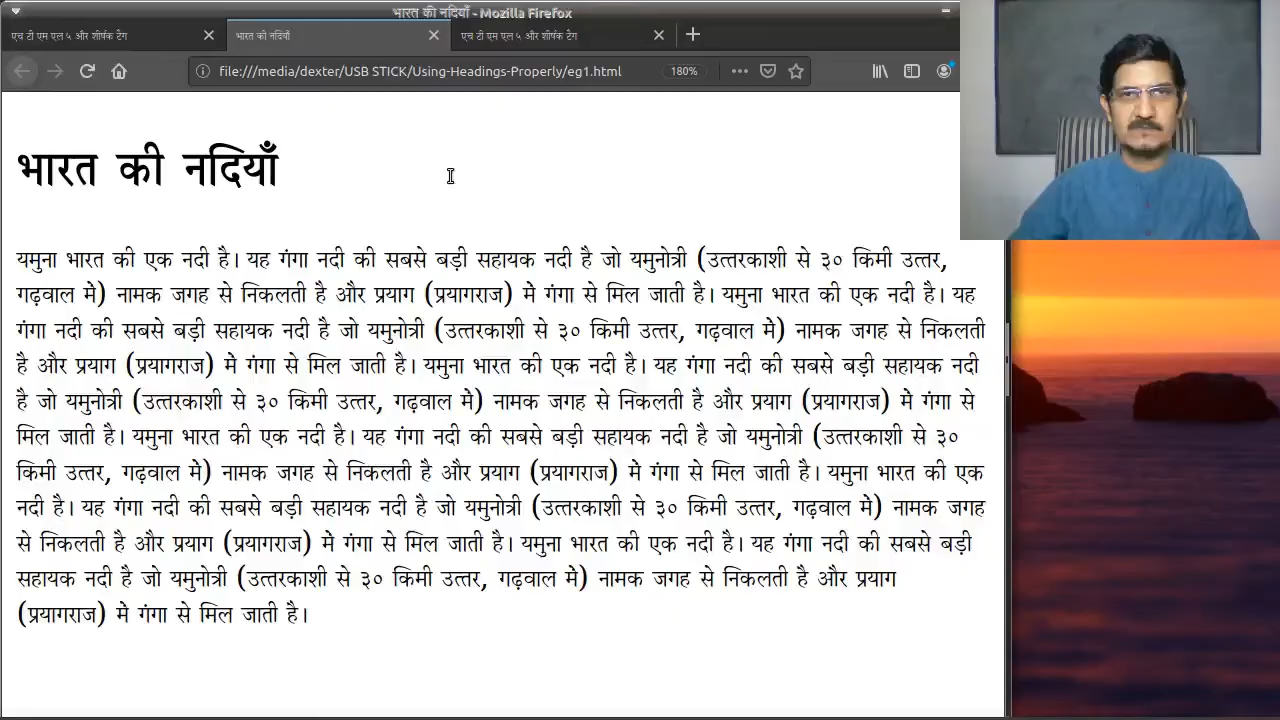 भारत की नदियाँ - Mozilla Firefox
एच टी एम एल ५ और शीर्षक टैग
भारत की नदियाँ
एच टी एम एल ५ और शीर्षक टैग
file:///media/dexter/USB STICK/Using-Headings-Properly/eg1.html
180%
भारत की नदियाँ
यमुना भारत की एक नदी है। यह गंगा नदी की सबसे बड़ी सहायक नदी है जो यमुनोत्री (उत्तरकाशी से ३० किमी उत्तर,
गढ़वाल में) नामक जगह से निकलती है और प्रयाग (प्रयागराज) में गंगा से मिल जाती है। यमुना भारत की एक नदी है। यह
गंगा नदी की सबसे बड़ी सहायक नदी है जो यमुनोत्री (उत्तरकाशी से ३० किमी उत्तर, गढ़वाल में) नामक जगह से निकलती
है और प्रयाग (प्रयागराज) में गंगा से मिल जाती है। यमुना भारत की एक नदी है। यह गंगा नदी की सबसे बड़ी सहायक नदी
है जो यमुनोत्री (उत्तरकाशी से ३० किमी उत्तर, गढ़वाल में) नामक जगह से निकलती है और प्रयाग (प्रयागराज) में गंगा से
मिल जाती है। यमुना भारत की एक नदी है। यह गंगा नदी की सबसे बड़ी सहायक नदी है जो यमुनोत्री (उत्तरकाशी से ३०
किमी उत्तर, गढ़वाल में) नामक जगह से निकलती है और प्रयाग (प्रयागराज) में गंगा से मिल जाती है। यमुना भारत की एक
नदी है। यह गंगा नदी की सबसे बड़ी सहायक नदी है जो यमुनोत्री (उत्तरकाशी से ३० किमी उत्तर, गढ़वाल में) नामक जगह
से निकलती है और प्रयाग (प्रयागराज) में गंगा से मिल जाती है। यमुना भारत की एक नदी है। यह गंगा नदी की सबसे बड़ी
सहायक नदी है जो यमुनोत्री (उत्तरकाशी से ३० किमी उत्तर, गढ़वाल में) नामक जगह से निकलती है और प्रयाग
(प्रयागराज) में गंगा से मिल जाती है।